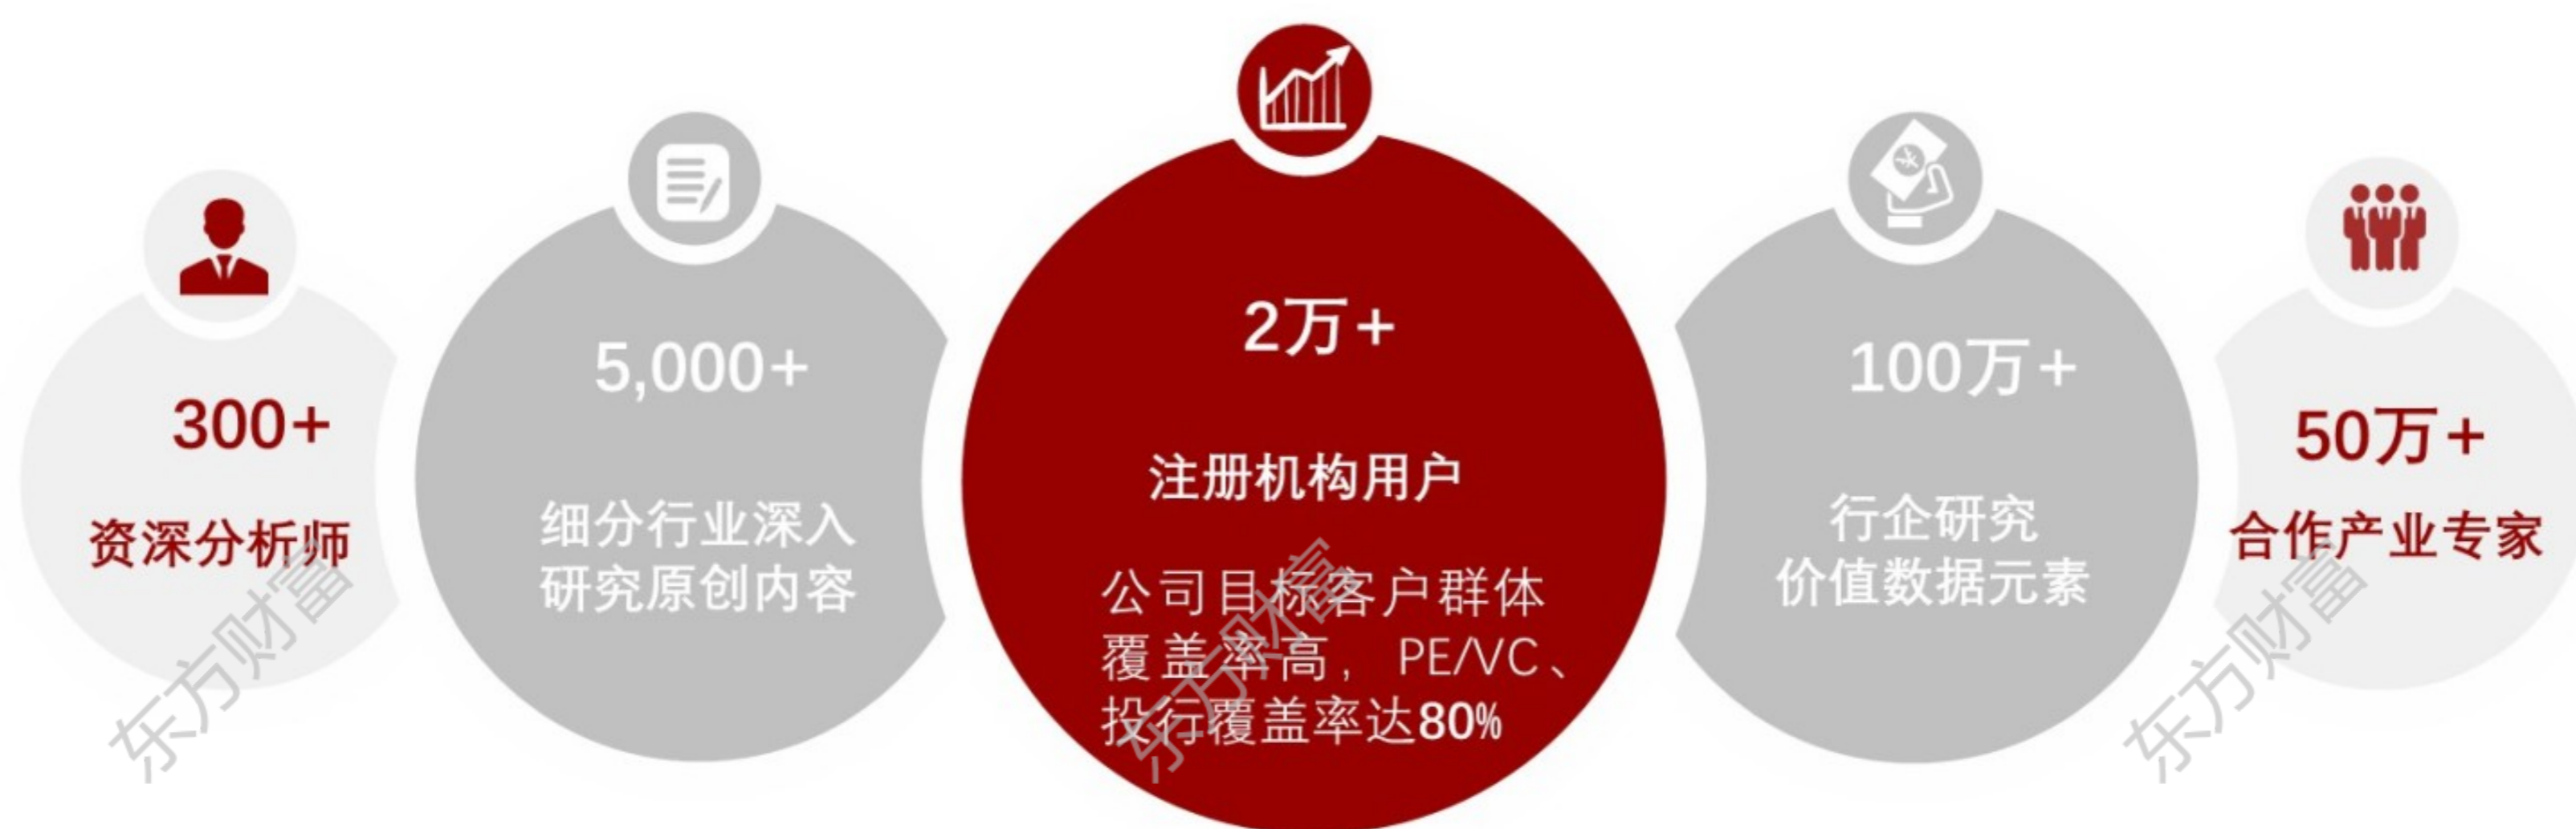 300+
资深分析师
5,000+
细分行业深入
研究原创内容
2万+
注册机构用户
公司目标客户群体
覆盖率高，PE/VC、
投行覆盖率达80%
100万+
行企研究
价值数据元素
50万+
合作产业专家
东方财富
东方财富
东方财富